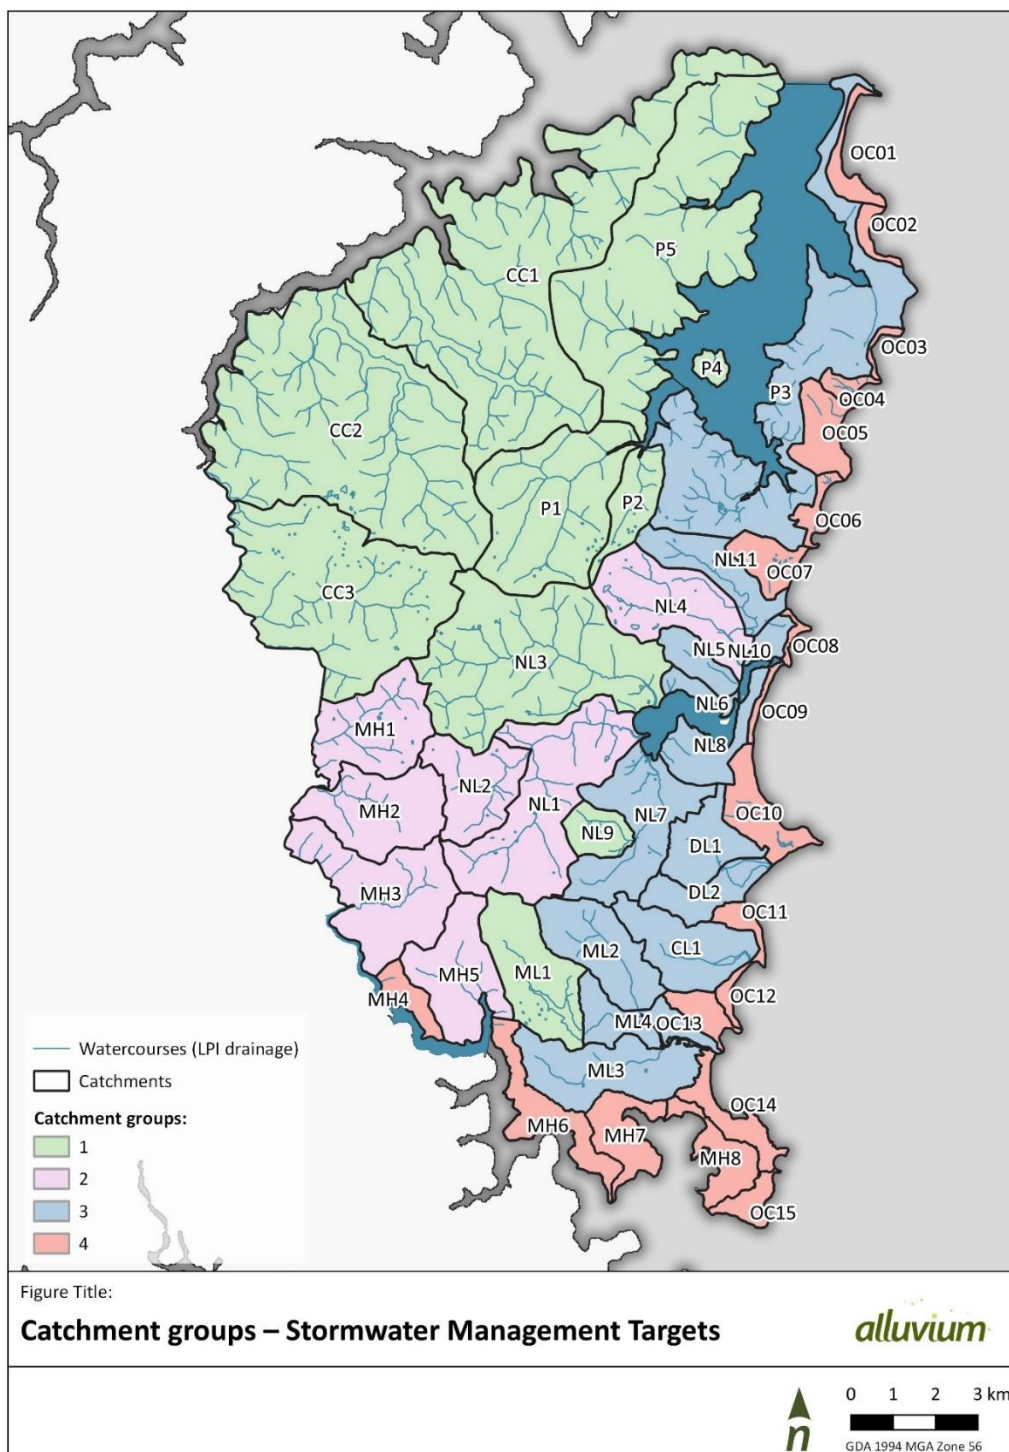 OC01
OC02
P5
CC1
OC03
P4
P3
OC04
OC05
CC2
P1
P2
OC06
NL11
OC07
CC3
NL4
NL5
NL10
OC08
NL3
NL6
OC09
MH1
NL8
NL2
MH2
NL1
NL7
OC10
NL9
DL1
MH3
DL2
OC11
ML2
CL1
MH5
ML1
MH4
OC12
ML4
OC13
ML3
OC14
MH6
MH7
MH8
OC15
Watercourses (LPI drainage)
Catchments
Catchment groups:
1
2
3
4
Figure Title:
Catchment groups – Stormwater Management Targets
alluvium
n
0 1 2 3 km
GDA 1994 MGA Zone 56